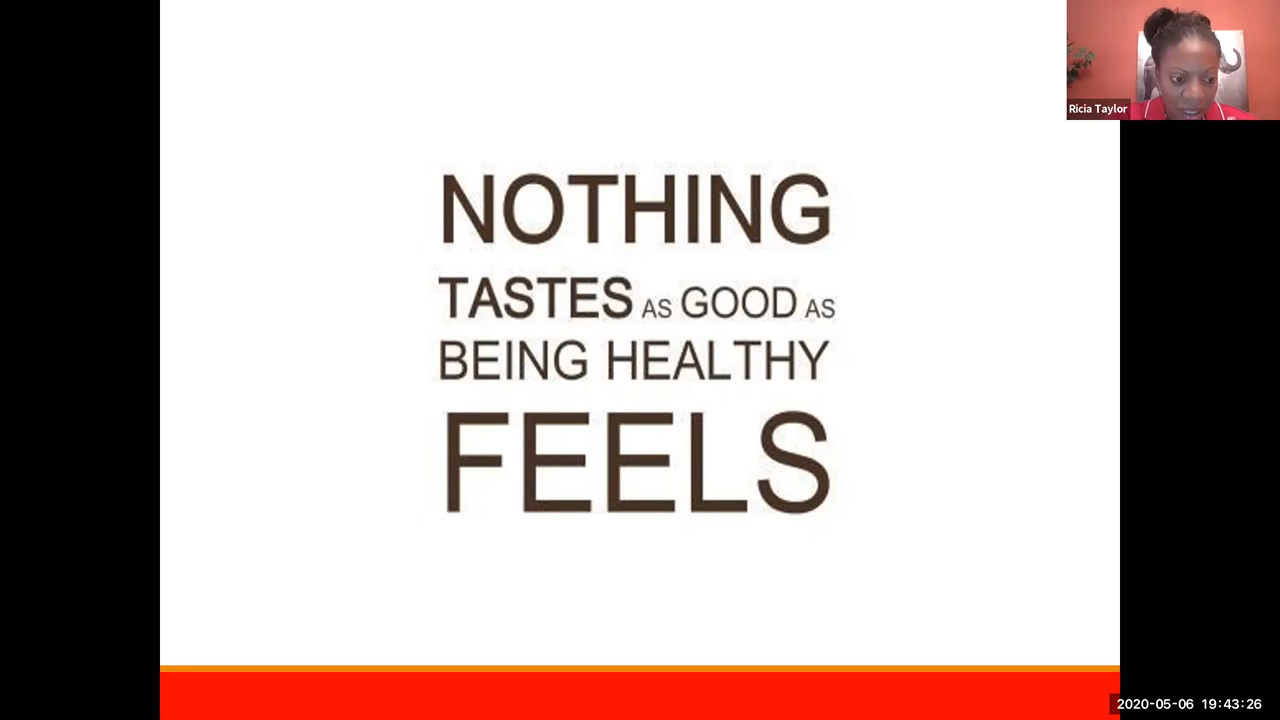 Ricia Taylor
NOTHING
TASTES AS GOOD AS
BEING HEALTHY
FEELS
2020-05-06 19:43:26